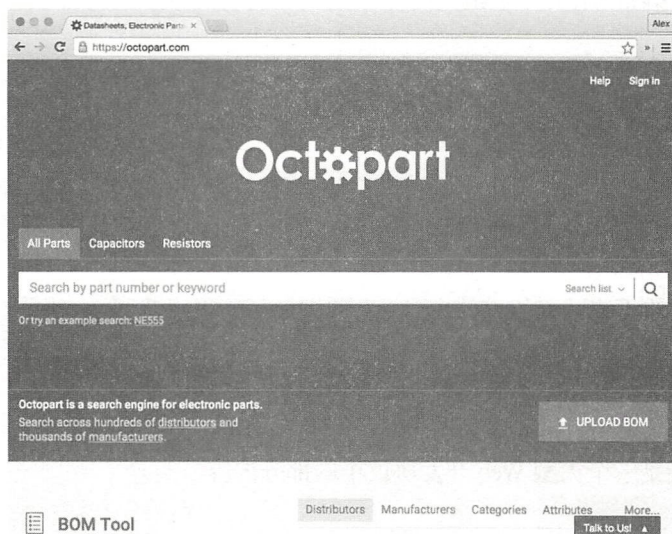 Datasheets, Electronic Parts
Alex
https://octopart.com
Help Sign in
Octopart
All Parts Capacitors Resistors
Search by part number or keyword Search list
Or try an example search: NE555
Octopart is a search engine for electronic parts.
Search across hundreds of distributors and
thousands of manufacturers.
UPLOAD BOM
BOM Tool
Distributors Manufacturers Categories Attributes More...
Talk to Us!